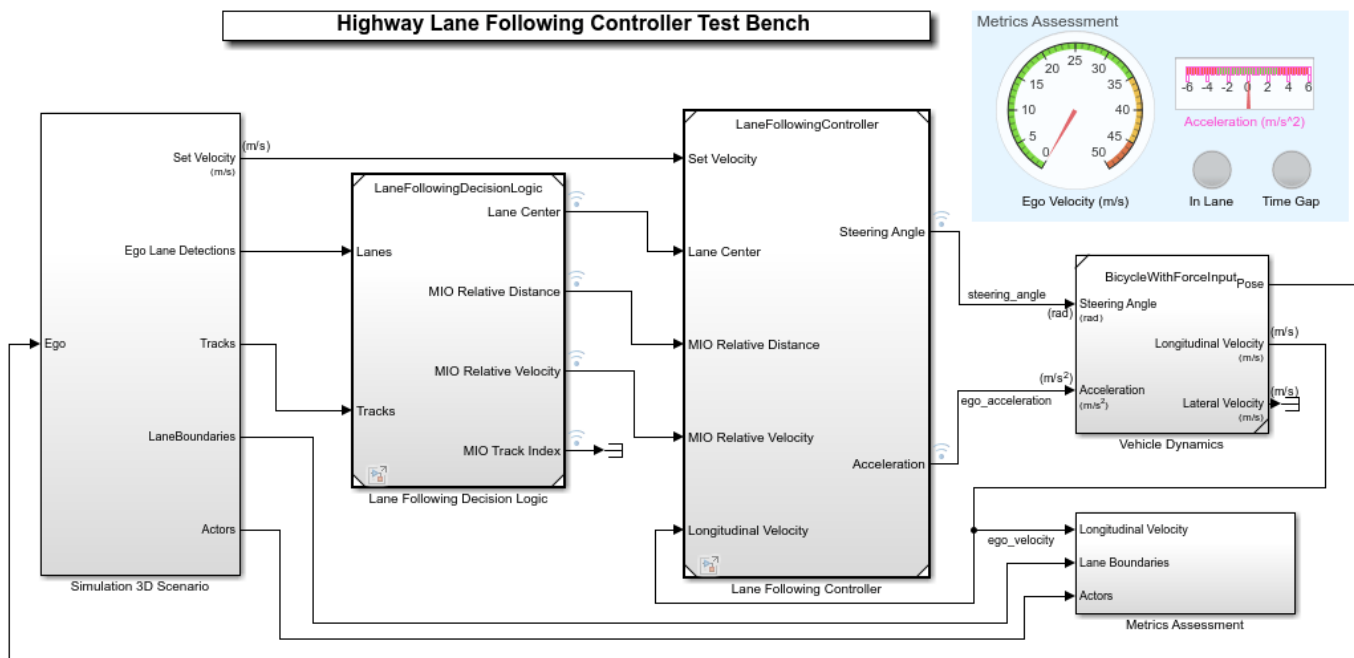 Highway Lane Following Controller Test Bench
Metrics Assessment
0 5 10 15 20 25 30 35 40 45 50
Ego Velocity (m/s)
-6 -4 -2 0 2 4 6
Acceleration (m/s^2)
In Lane
Time Gap
Ego
Set Velocity
(m/s)
Ego Lane Detections
Tracks
LaneBoundaries
Actors
Simulation 3D Scenario
(m/s)
LaneFollowingDecisionLogic
Lanes
Tracks
Lane Center
MIO Relative Distance
MIO Relative Velocity
MIO Track Index
Lane Following Decision Logic
LaneFollowingController
Set Velocity
Lane Center
MIO Relative Distance
MIO Relative Velocity
Longitudinal Velocity
Steering Angle
Acceleration
Lane Following Controller
steering_angle
(rad)
(m/s²)
ego_acceleration
BicycleWithForceInput
Pose
Steering Angle
(rad)
Longitudinal Velocity
(m/s)
Acceleration
(m/s²)
Lateral Velocity
(m/s)
Vehicle Dynamics
(m/s)
(m/s)
ego_velocity
Longitudinal Velocity
Lane Boundaries
Actors
Metrics Assessment